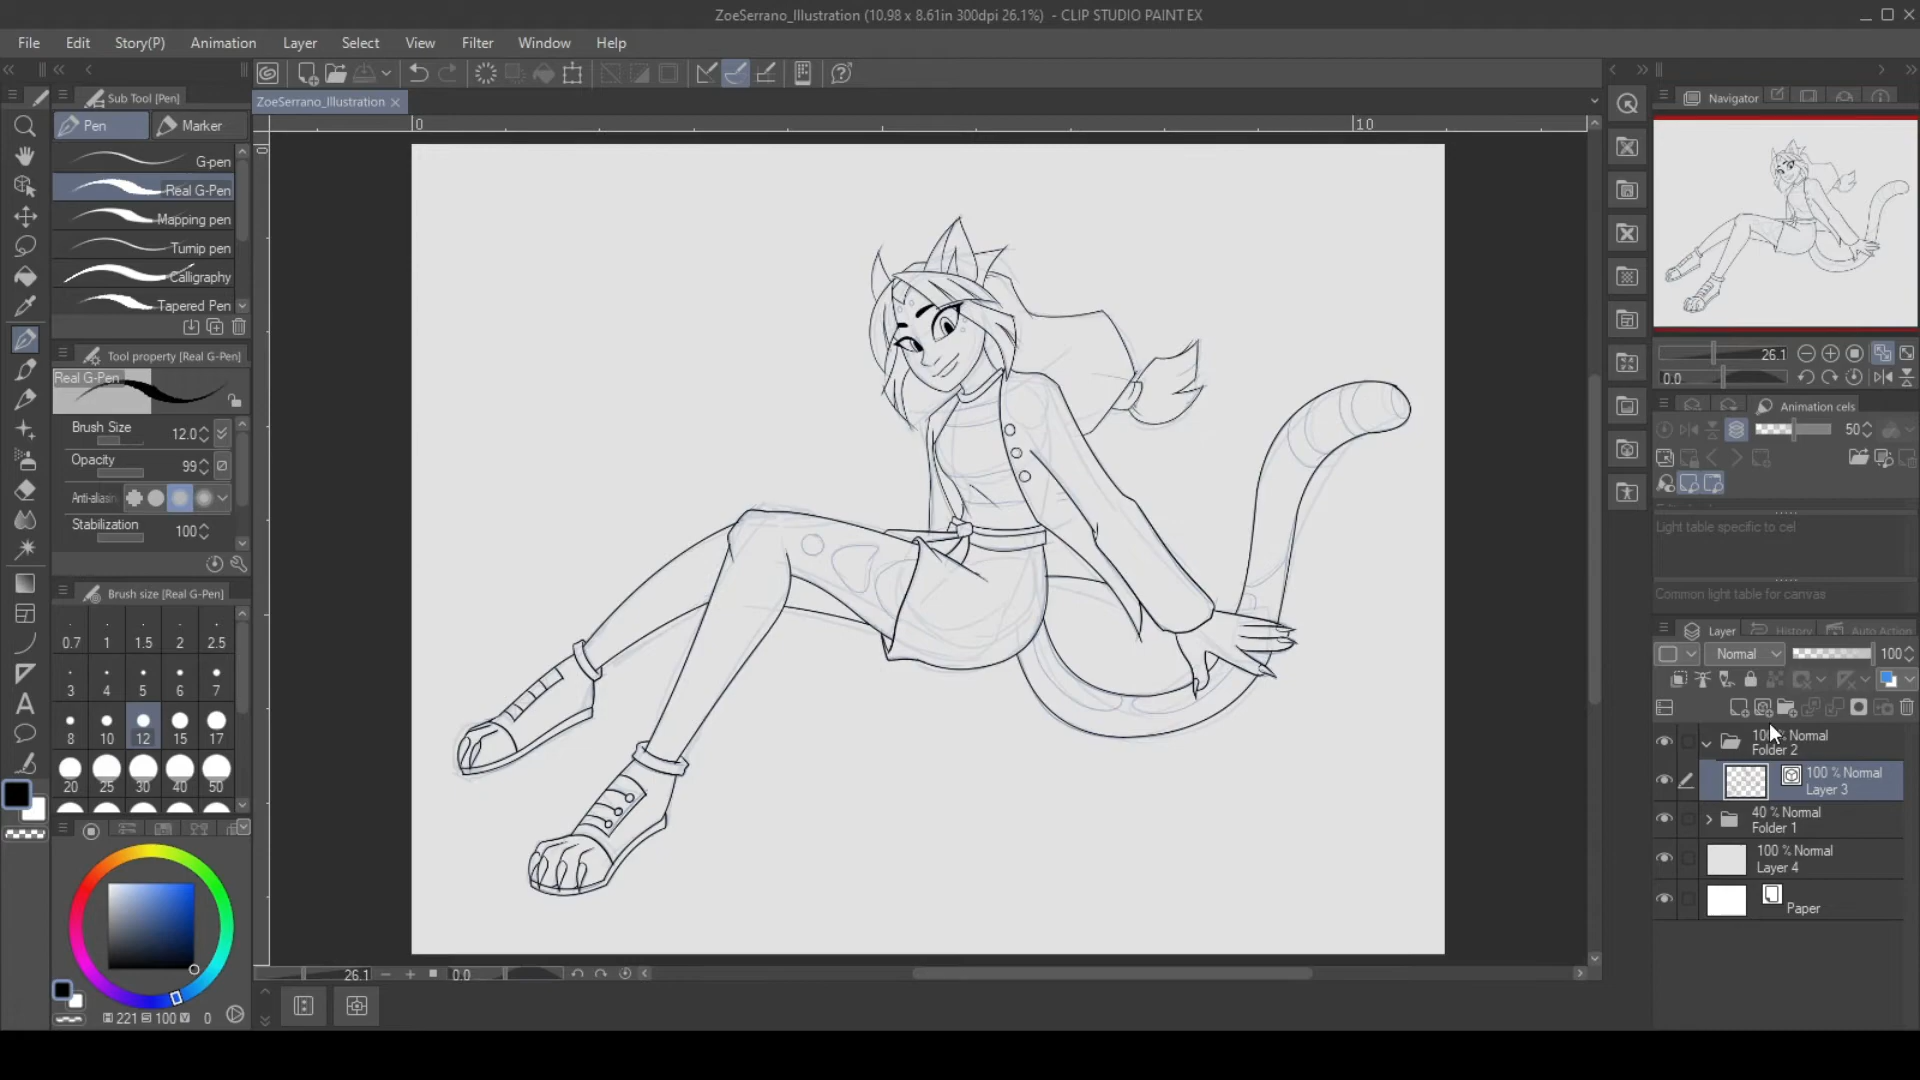 ZoeSerrano_Illustration (10.98 x 8.61in 300dpi 26.1%) - CLIP STUDIO PAINT EX
File Edit Story(P) Animation Layer Select View Filter Window Help
Sub Tool [Pen]
Pen Marker
G-pen
Real G-Pen
Mapping pen
Turnip pen
Calligraphy
Tapered Pen
Tool property [Real G-Pen]
Real G-Pen
Brush Size 12.0
Opacity 99
Anti-aliasin
Stabilization 100
Brush size [Real G-Pen]
0.7 1 1.5 2 2.5
3 4 5 6 7
8 10 12 15 17
20 25 30 40 50
H 221 S 100 V 0
ZoeSerrano_Illustration
0 10
0
26.1 0.0
Navigator
26.1
0.0
Animation cels
50
Light table specific to cel
Common light table for canvas
Layer History Auto Action
Normal 100
Normal
Folder 2
100 % Normal
Layer 3
40 % Normal
Folder 1
100 % Normal
Layer 4
Paper